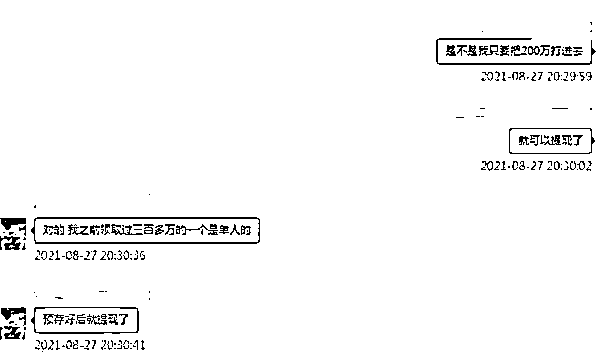 是不是我只要把200万打进去
2021-08-27 20:29:59
就可以提现了
2021-08-27 20:30:02
对的 我之前领取过三百多万的一个是单人的
2021-08-27 20:30:36
预存好后就提现了
2021-08-27 20:30:41